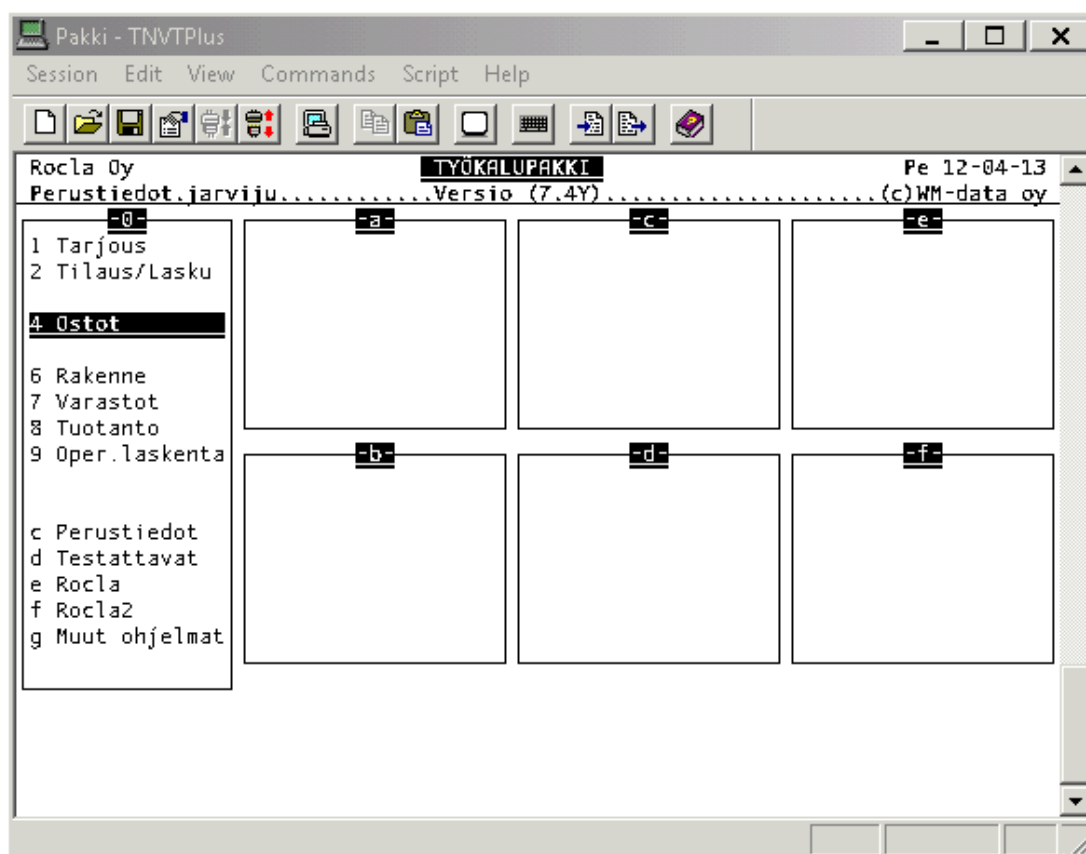 Pakki - TNVTPlus
Session Edit View Commands Script Help
Rocla Oy TYÖKALUPAKKI Pe 12-04-13
Perustiedot.jarviju............Versio (7.4Y)......................(c)WM-data oy
-0- -a- -c- -e-
1 Tarjous
2 Tilaus/Lasku
4 Ostot
6 Rakenne
7 Varastot
8 Tuotanto
9 Oper.laskenta
-b- -d- -f-
c Perustiedot
d Testattavat
e Rocla
f Rocla2
g Muut ohjelmat